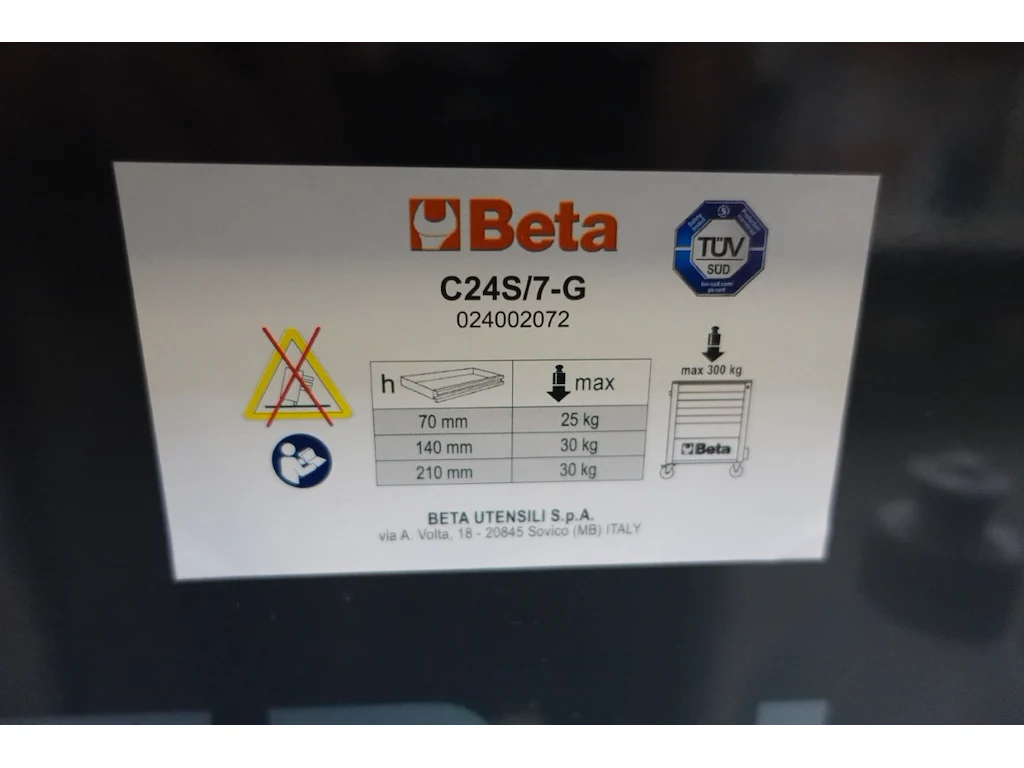 Beta
TÜV
SÜD
C24S/7-G
024002072
h max
70 mm 25 kg
140 mm 30 kg
210 mm 30 kg
max 300 kg
Beta
BETA UTENSILI S.p.A.
via A. Volta, 18 - 20845 Sovico (MB) ITALY